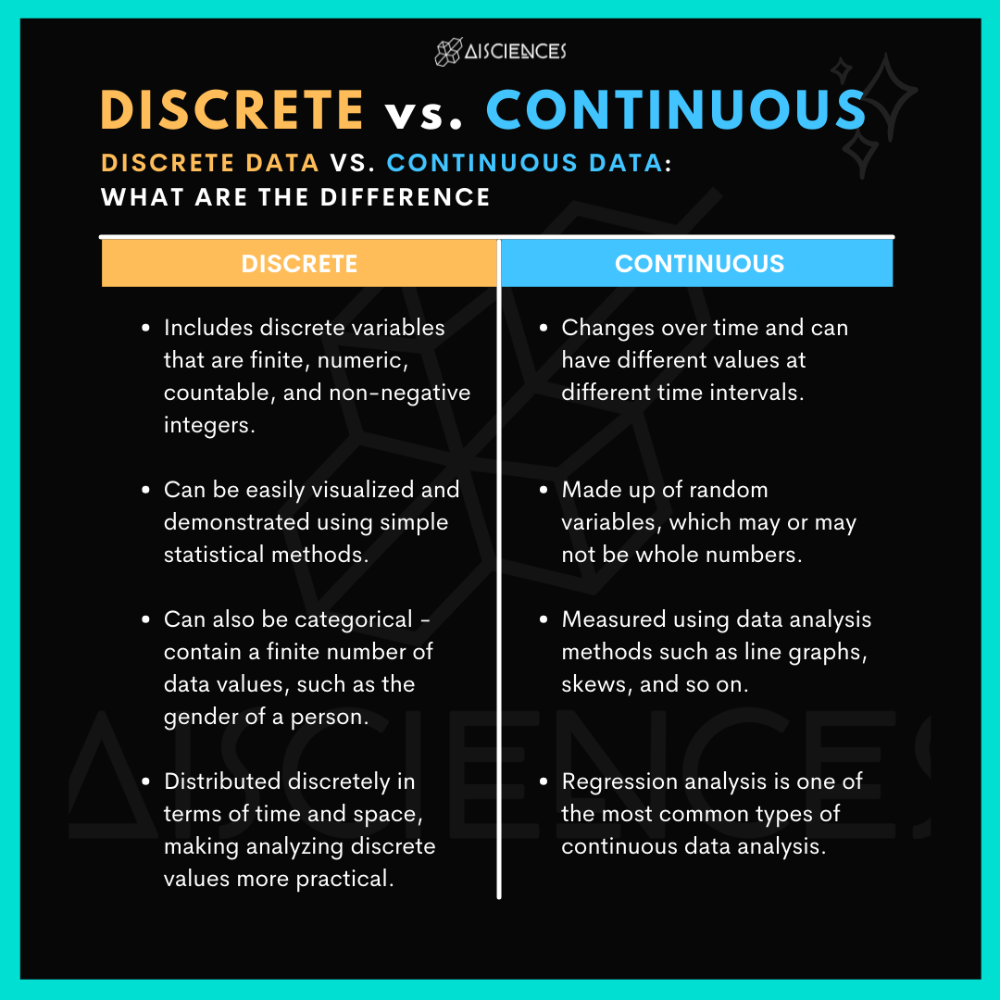 AISCIENCES
DISCRETE vs. CONTINUOUS
DISCRETE DATA VS. CONTINUOUS DATA:
WHAT ARE THE DIFFERENCE
DISCRETE
• Includes discrete variables
that are finite, numeric,
countable, and non-negative
integers.
• Can be easily visualized and
demonstrated using simple
statistical methods.
• Can also be categorical -
contain a finite number of
data values, such as the
gender of a person.
• Distributed discretely in
terms of time and space,
making analyzing discrete
values more practical.
CONTINUOUS
• Changes over time and can
have different values at
different time intervals.
• Made up of random
variables, which may or may
not be whole numbers.
• Measured using data analysis
methods such as line graphs,
skews, and so on.
• Regression analysis is one of
the most common types of
continuous data analysis.
AISCIENCES